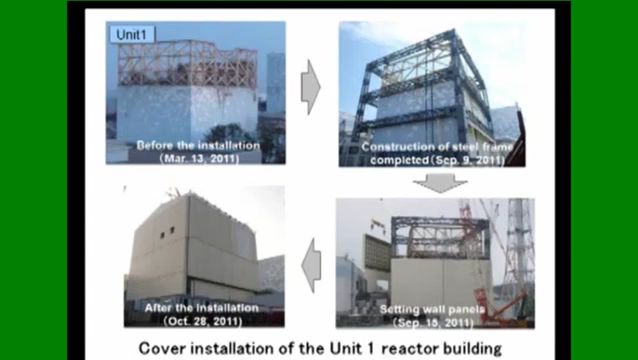 Unit1
Before the installation
(Mar. 13, 2011)
Construction of steel frame
completed(Sep. 9, 2011)
Setting wall panels
(Sep. 15, 2011)
After the installation
(Oct. 28, 2011)
Cover installation of the Unit 1 reactor building